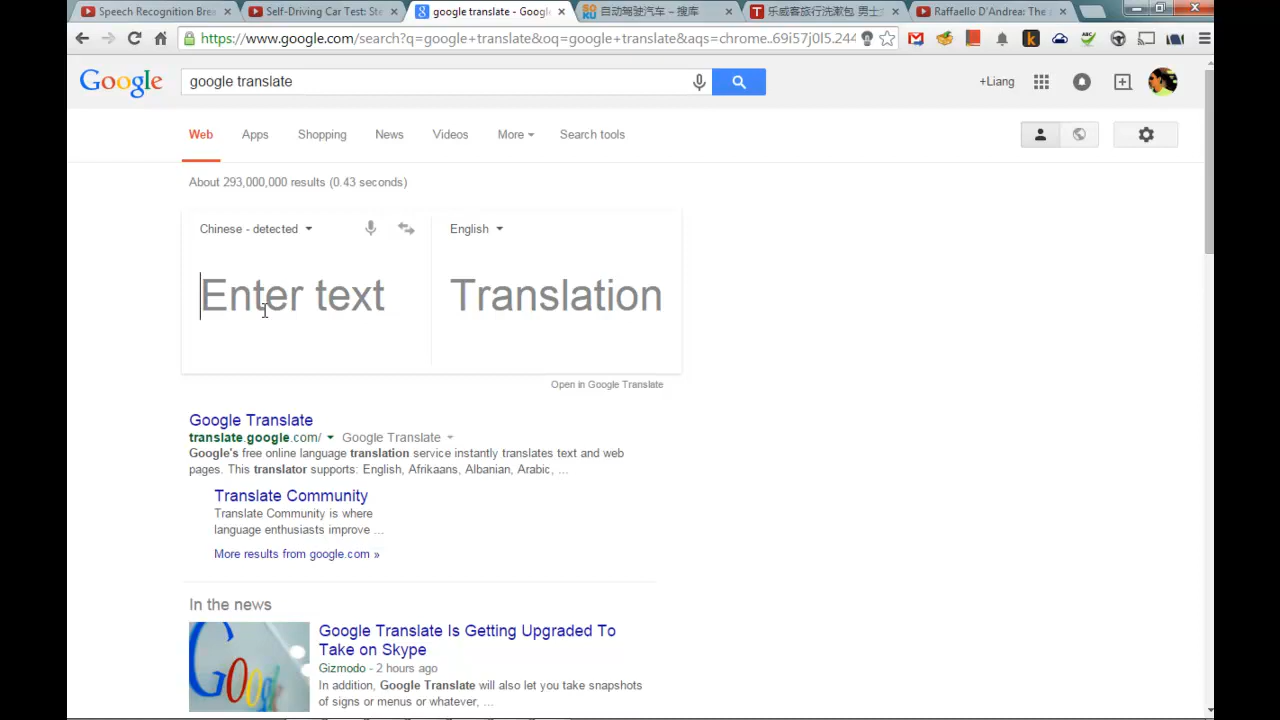 Speech Recognition Bre
Self-Driving Car Test: Ste
google translate - Googl
自动驾驶汽车 – 搜库
乐威客旅行洗漱包 男士
Raffaello D'Andrea: The
https://www.google.com/search?q=google+translate&oq=google+translate&aqs=chrome..69i57j0l5.244
Google
google translate
+Liang
Web
Apps
Shopping
News
Videos
More
Search tools
About 293,000,000 results (0.43 seconds)
Chinese - detected
English
Enter text
Translation
Open in Google Translate
Google Translate
translate.google.com/ Google Translate
Google's free online language translation service instantly translates text and web
pages. This translator supports: English, Afrikaans, Albanian, Arabic, ...
Translate Community
Translate Community is where
language enthusiasts improve ...
More results from google.com »
In the news
Google Translate Is Getting Upgraded To
Take on Skype
Gizmodo - 2 hours ago
In addition, Google Translate will also let you take snapshots
of signs or menus or whatever, ...